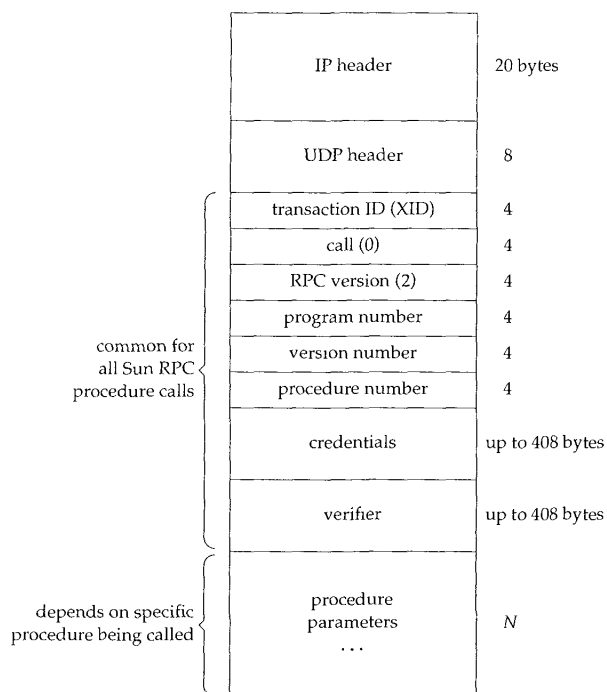 IP header
20 bytes
UDP header
8
transaction ID (XID)
4
call (0)
4
RPC version (2)
4
program number
4
common for
all Sun RPC
procedure calls
version number
4
procedure number
4
credentials
up to 408 bytes
verifier
up to 408 bytes
depends on specific
procedure being called
procedure
parameters
. . .
N